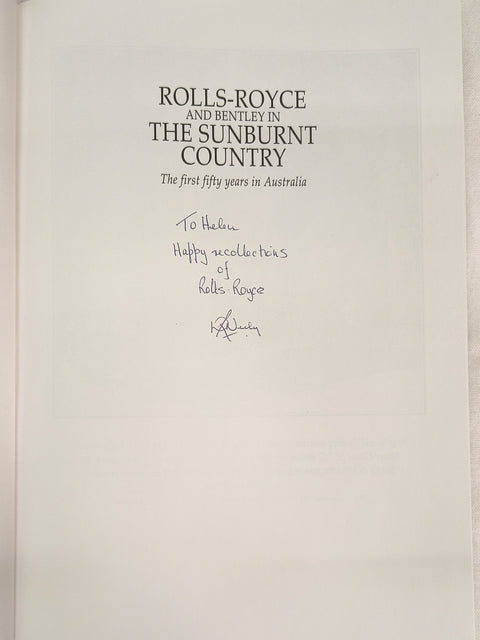 ROLLS-ROYCE
AND BENTLEY IN
THE SUNBURNT
COUNTRY
The first fifty years in Australia
To Helen
Happy recollections
of
Rolls-Royce